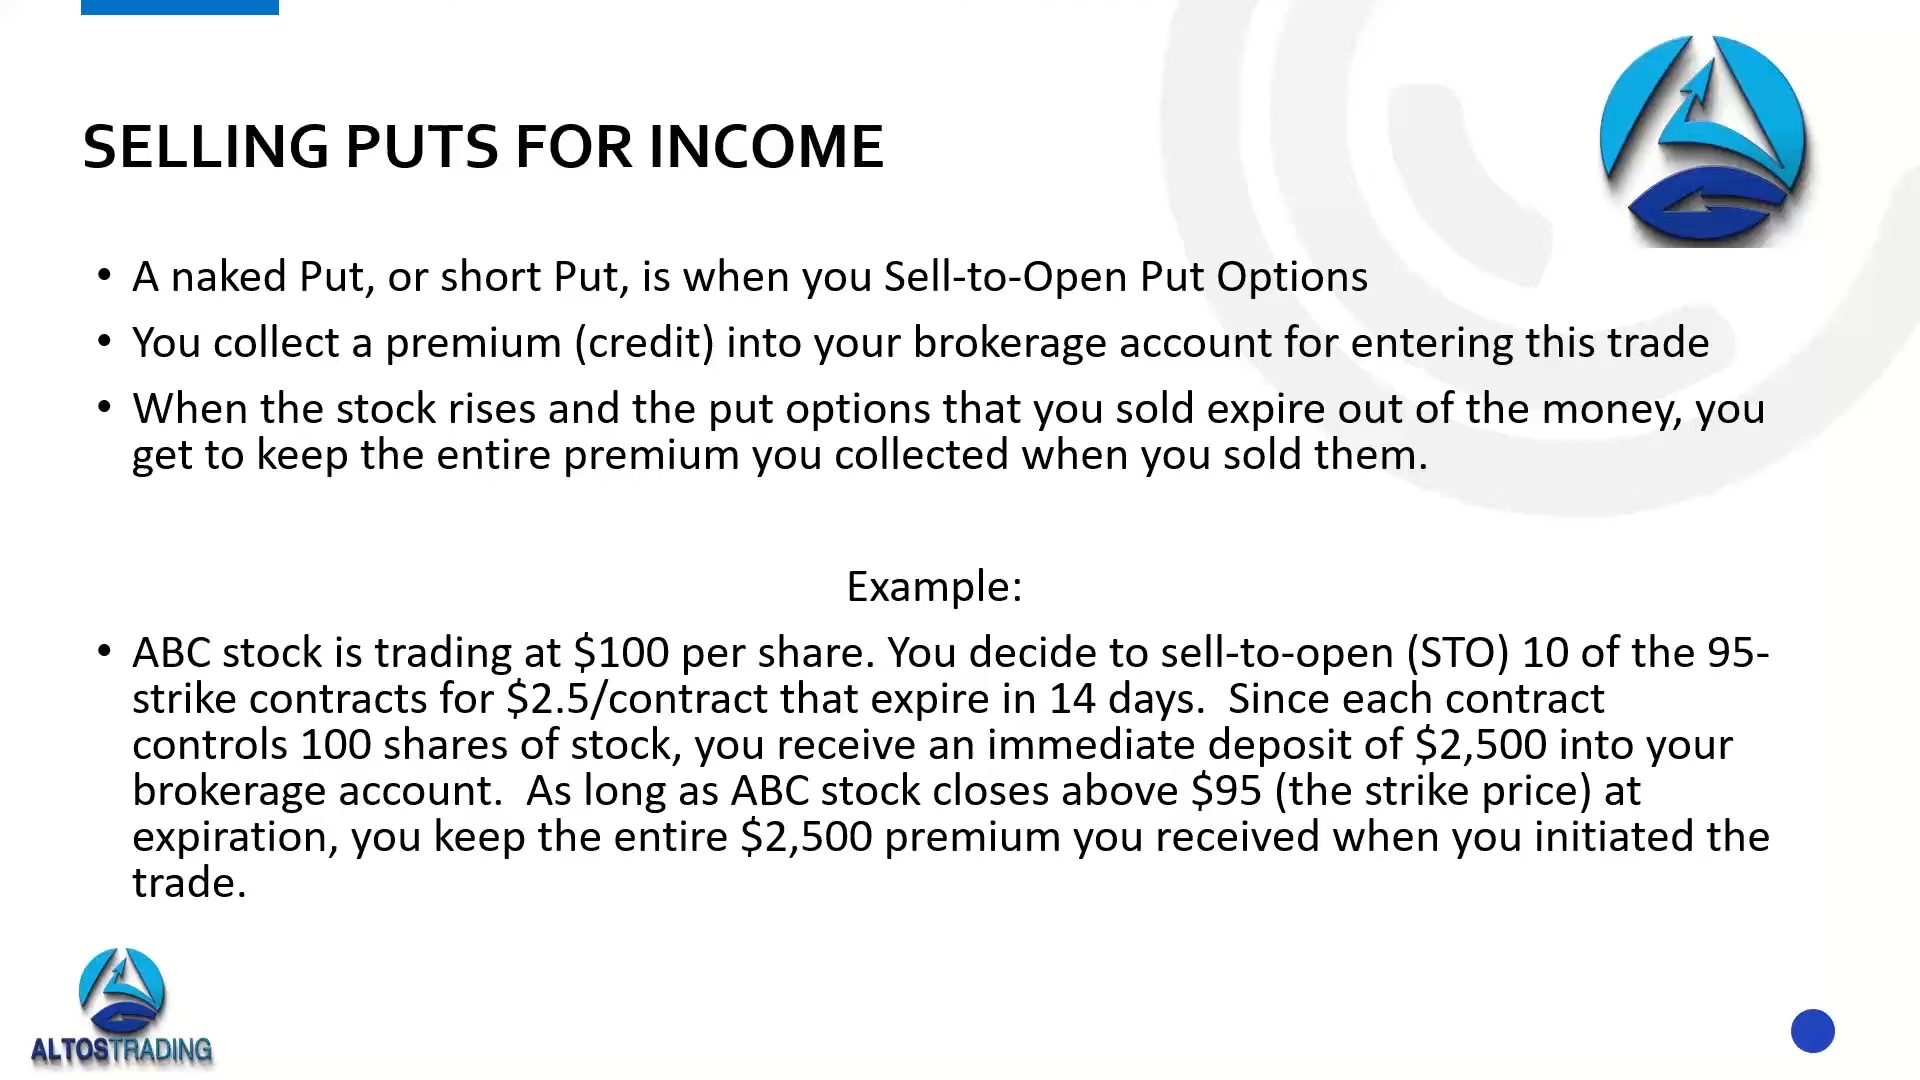 SELLING PUTS FOR INCOME
• A naked Put, or short Put, is when you Sell-to-Open Put Options
• You collect a premium (credit) into your brokerage account for entering this trade
• When the stock rises and the put options that you sold expire out of the money, you
get to keep the entire premium you collected when you sold them.
Example:
• ABC stock is trading at $100 per share. You decide to sell-to-open (STO) 10 of the 95-
strike contracts for $2.5/contract that expire in 14 days.  Since each contract
controls 100 shares of stock, you receive an immediate deposit of $2,500 into your
brokerage account.  As long as ABC stock closes above $95 (the strike price) at
expiration, you keep the entire $2,500 premium you received when you initiated the
trade.
ALTOSTRADING